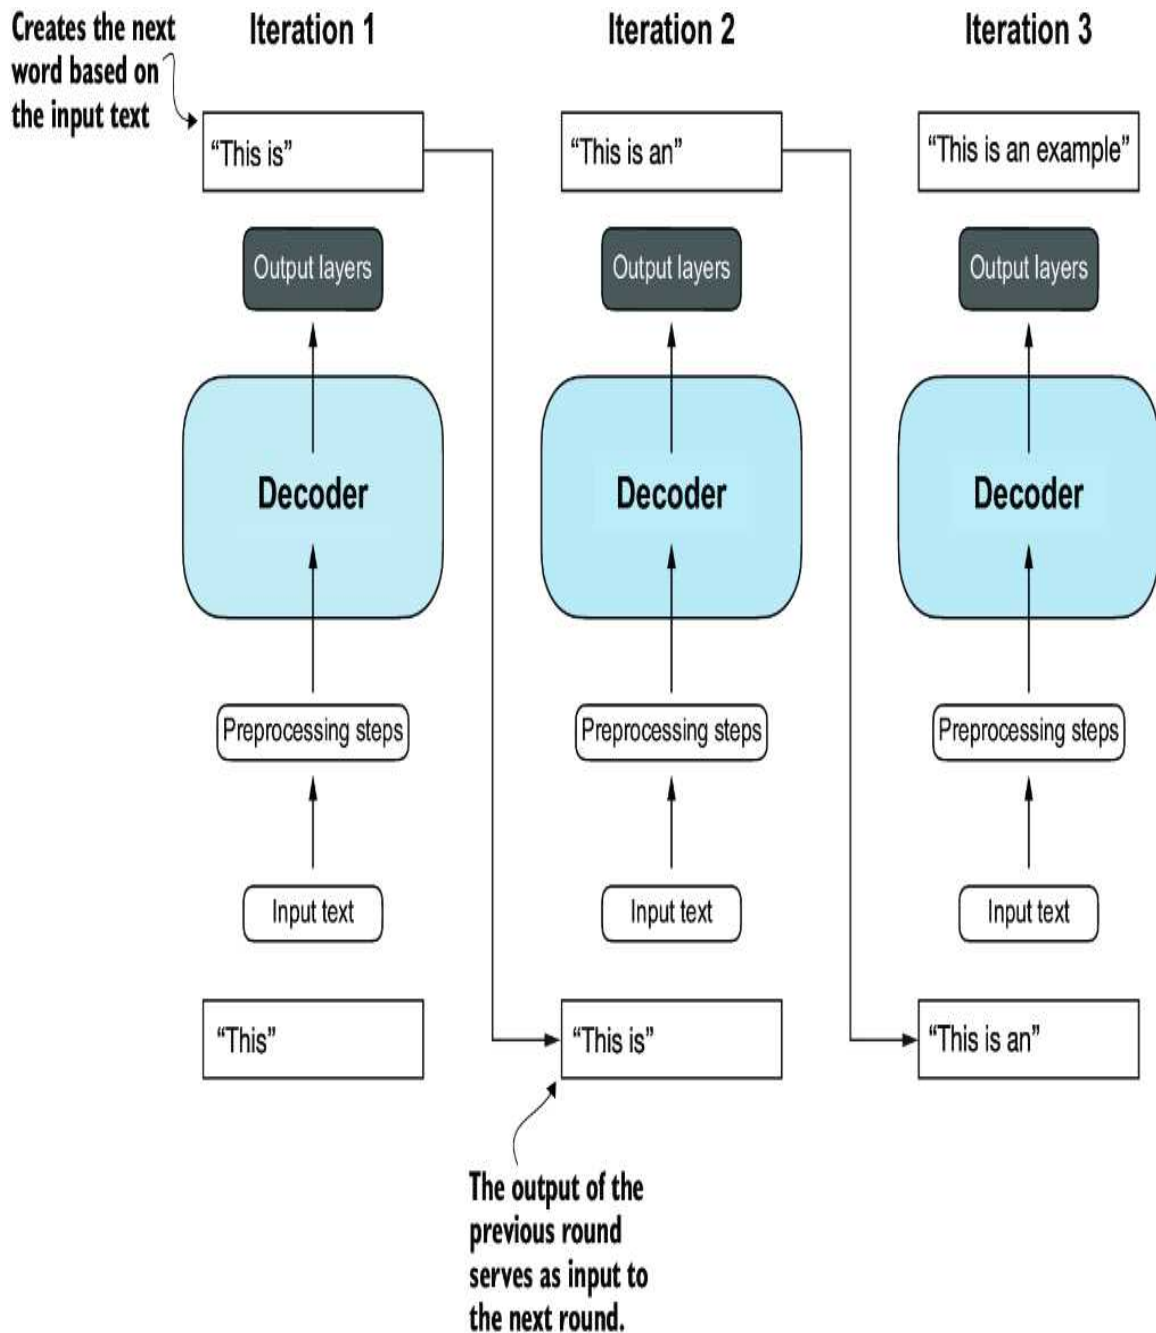 Creates the next
word based on
the input text
Iteration 1
Iteration 2
Iteration 3
“This is”
“This is an”
“This is an example”
Output layers
Output layers
Output layers
Decoder
Decoder
Decoder
Preprocessing steps
Preprocessing steps
Preprocessing steps
Input text
Input text
Input text
“This”
“This is”
“This is an”
The output of the
previous round
serves as input to
the next round.